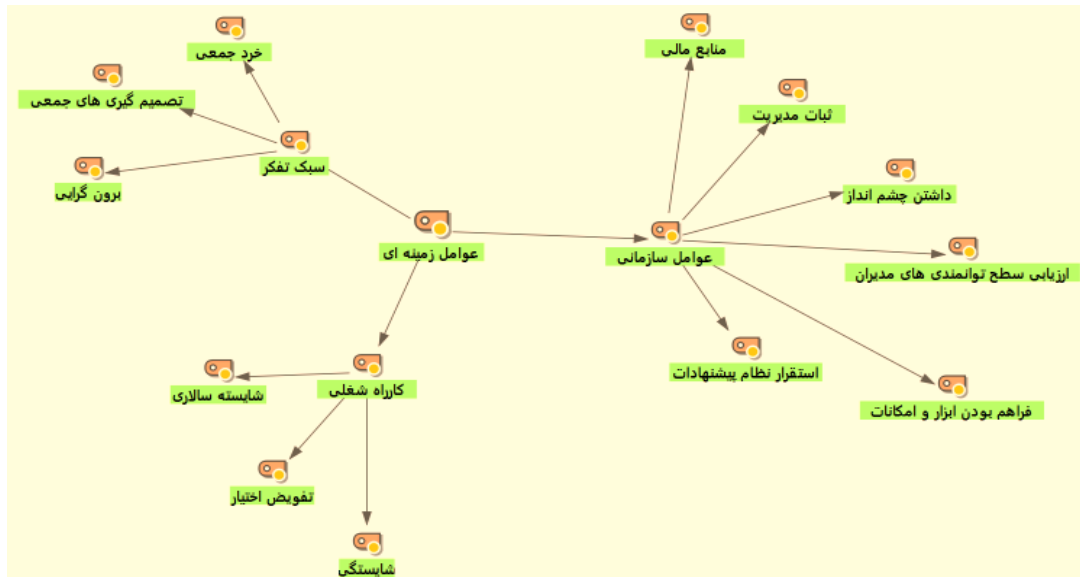 منابع مالی
خرد جمعی
تصمیم گیری های جمعی
ثبات مدیریت
سبک تفکر
برون گرایی
داشتن چشم انداز
عوامل زمینه ای
عوامل سازمانی
ارزیابی سطح توانمندی های مدیران
استقرار نظام پیشنهادات
کارراه شغلی
شایسته سالاری
فراهم بودن ابزار و امکانات
تفویض اختیار
شایستگی